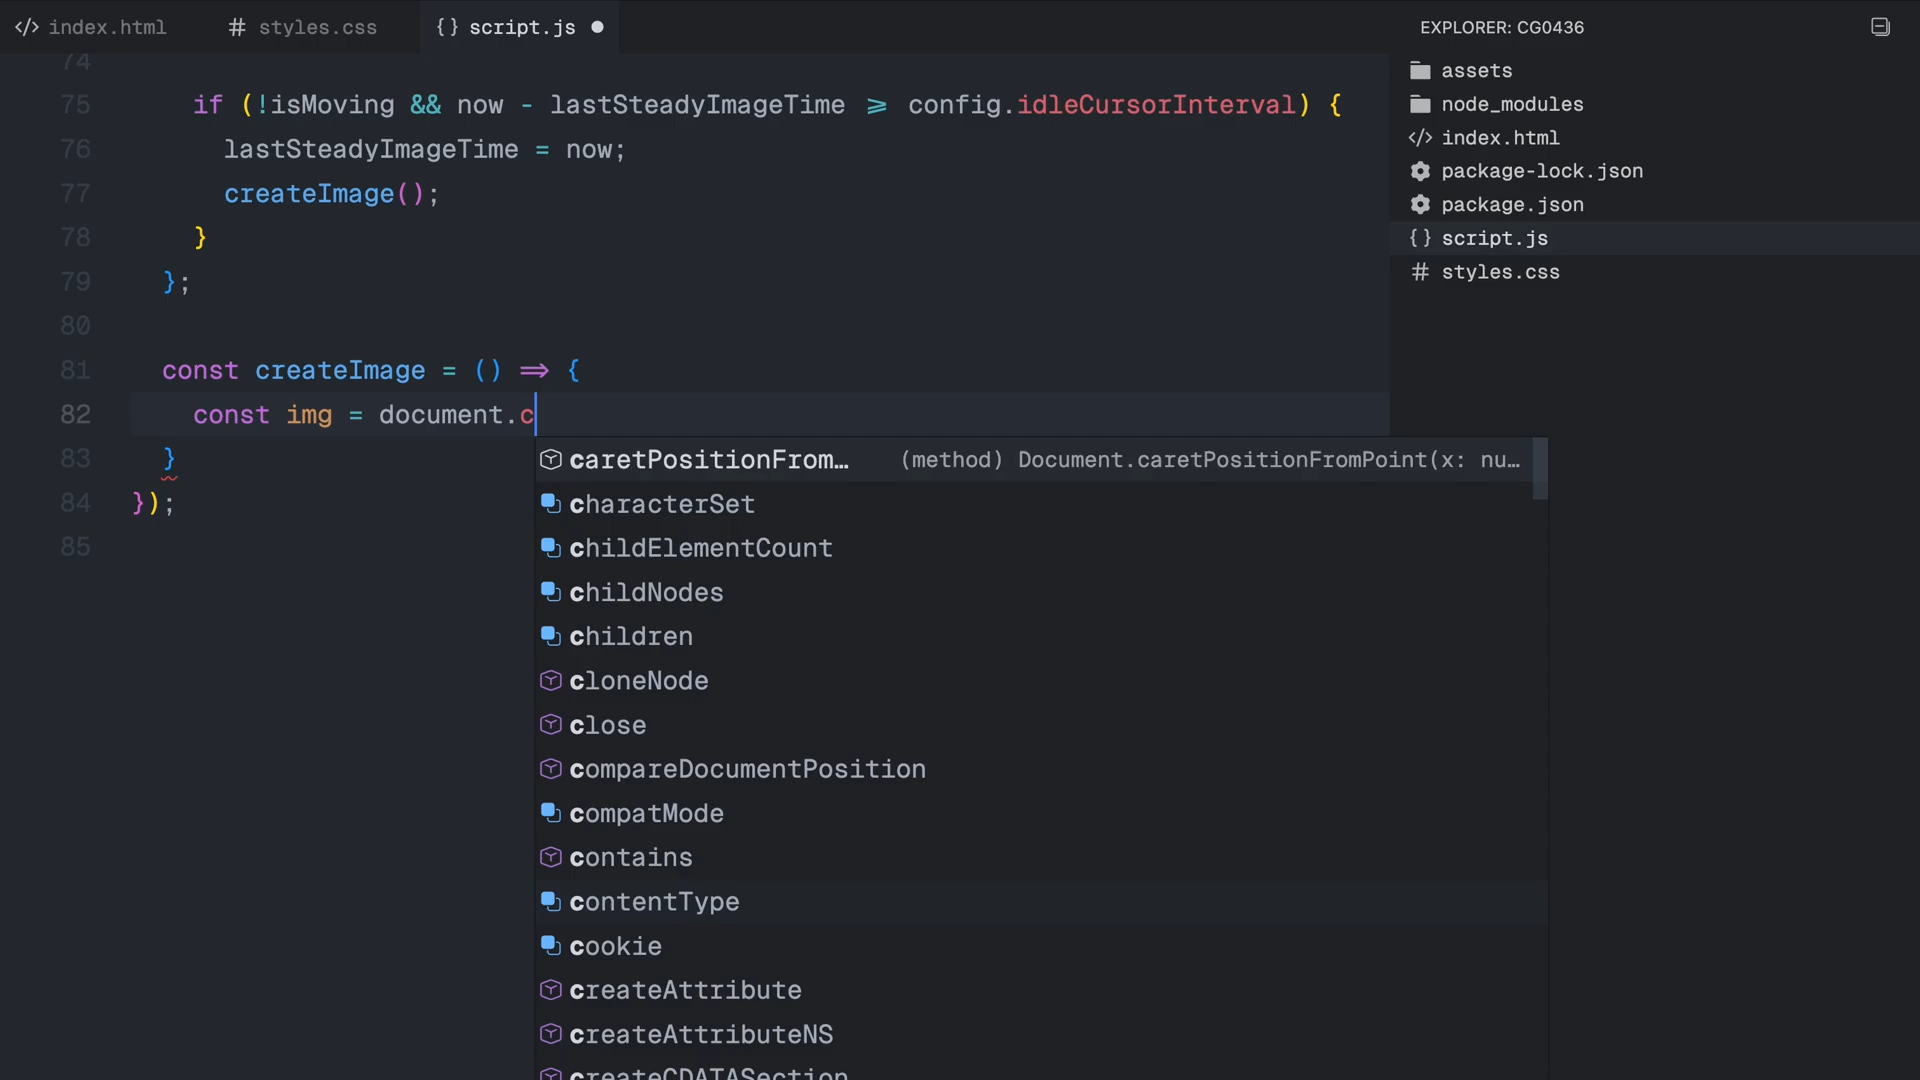 index.html
# styles.css
{ } script.js
EXPLORER: CG0436
74
75 if (!isMoving && now - lastSteadyImageTime >= config.idleCursorInterval) {
76 lastSteadyImageTime = now;
77 createImage();
78 }
79 };
80
81 const createImage = () => {
82 const img = document.c
83 }
84 });
85
caretPositionFrom… (method) Document.caretPositionFromPoint(x: nu…
characterSet
childElementCount
childNodes
children
cloneNode
close
compareDocumentPosition
compatMode
contains
contentType
cookie
createAttribute
createAttributeNS
createCDATASection
assets
node_modules
</> index.html
package-lock.json
package.json
{ } script.js
# styles.css